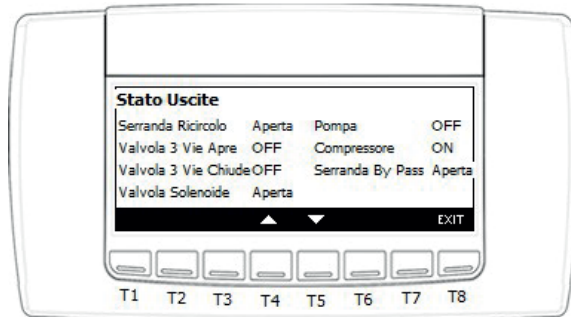 Stato Uscite
Serranda Ricircolo Aperta Pompa OFF
Valvola 3 Vie Apre OFF Compressore ON
Valvola 3 Vie Chiude OFF Serranda By Pass Aperta
Valvola Solenoide Aperta
EXIT
T1 T2 T3 T4 T5 T6 T7 T8